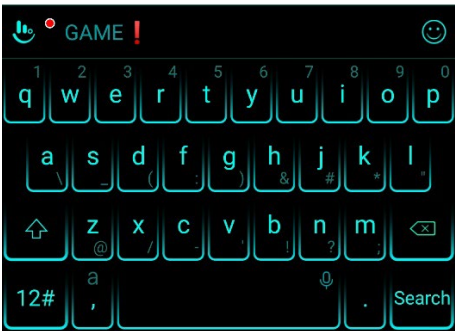 GAME❗
1 2 3 4 5 6 7 8 9 0
q w e r t y u i o p
a s d f g h j k l
\ _ ( : ) & # * "
z x c v b n m
@ / - ' ! ? ;
12# a , . Search